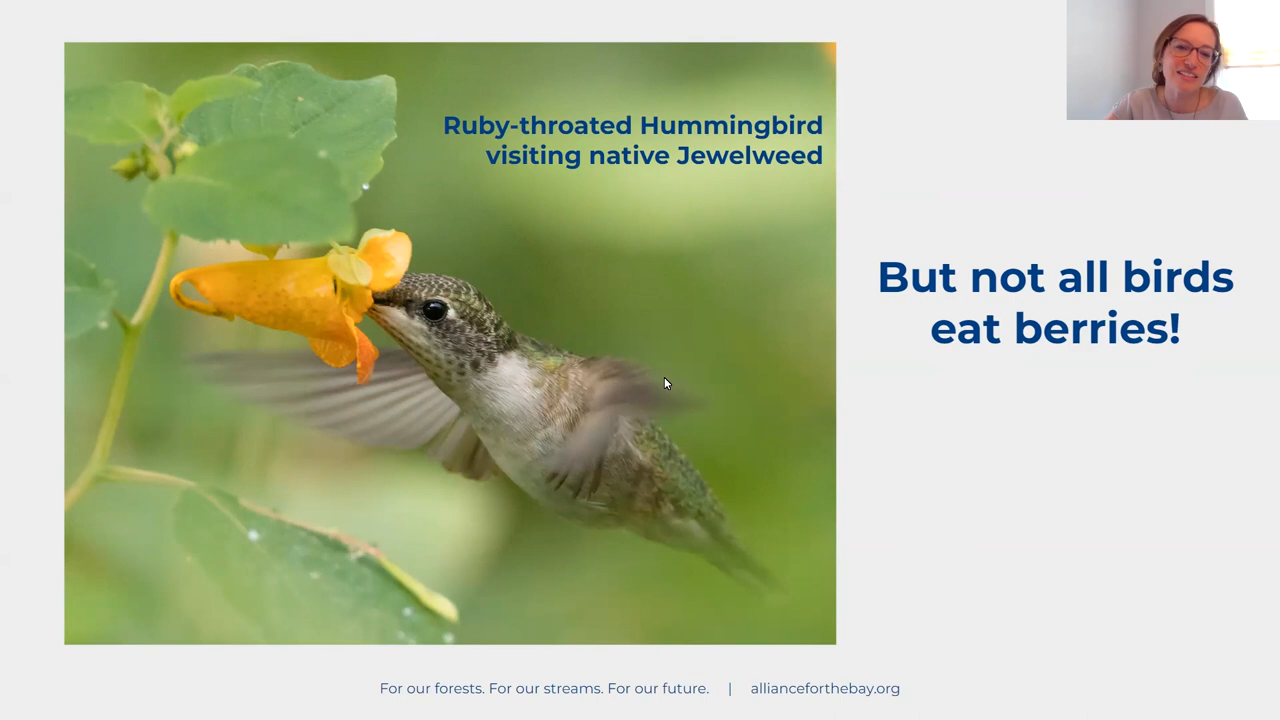 Ruby-throated Hummingbird
visiting native Jewelweed
But not all birds
eat berries!
For our forests. For our streams. For our future. | allianceforthebay.org